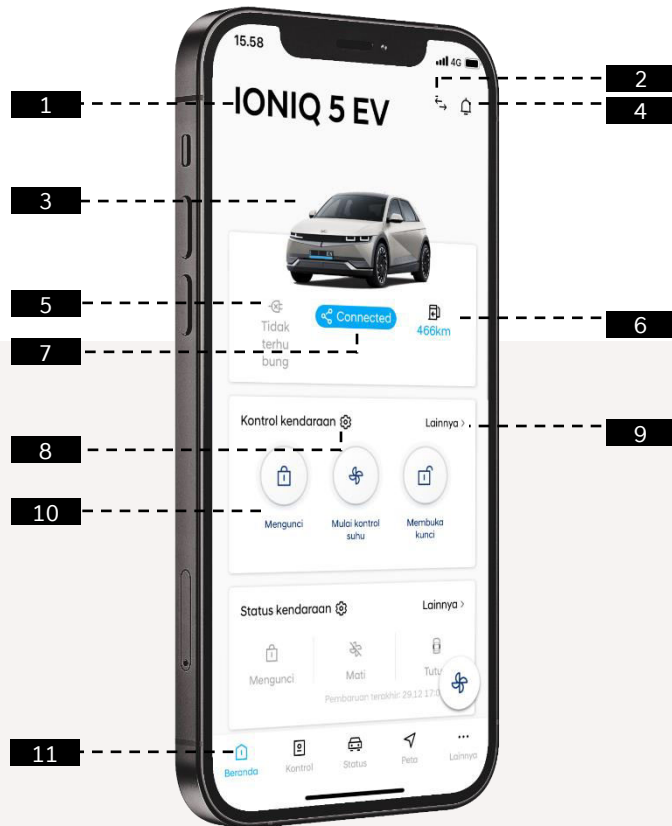 15.58
4G
2
1
IONIQ 5 EV
4
3
5
Connected
6
Tidak
terhu
bung
466km
7
Kontrol kendaraan
Lainnya >
9
8
10
Mengunci
Mulai kontrol
suhu
Membuka
kunci
Status kendaraan
Lainnya >
Mengunci
Mati
Pembaruan terakhir: 29.12
11
Beranda
Kontrol
Status
Peta
Lainnya